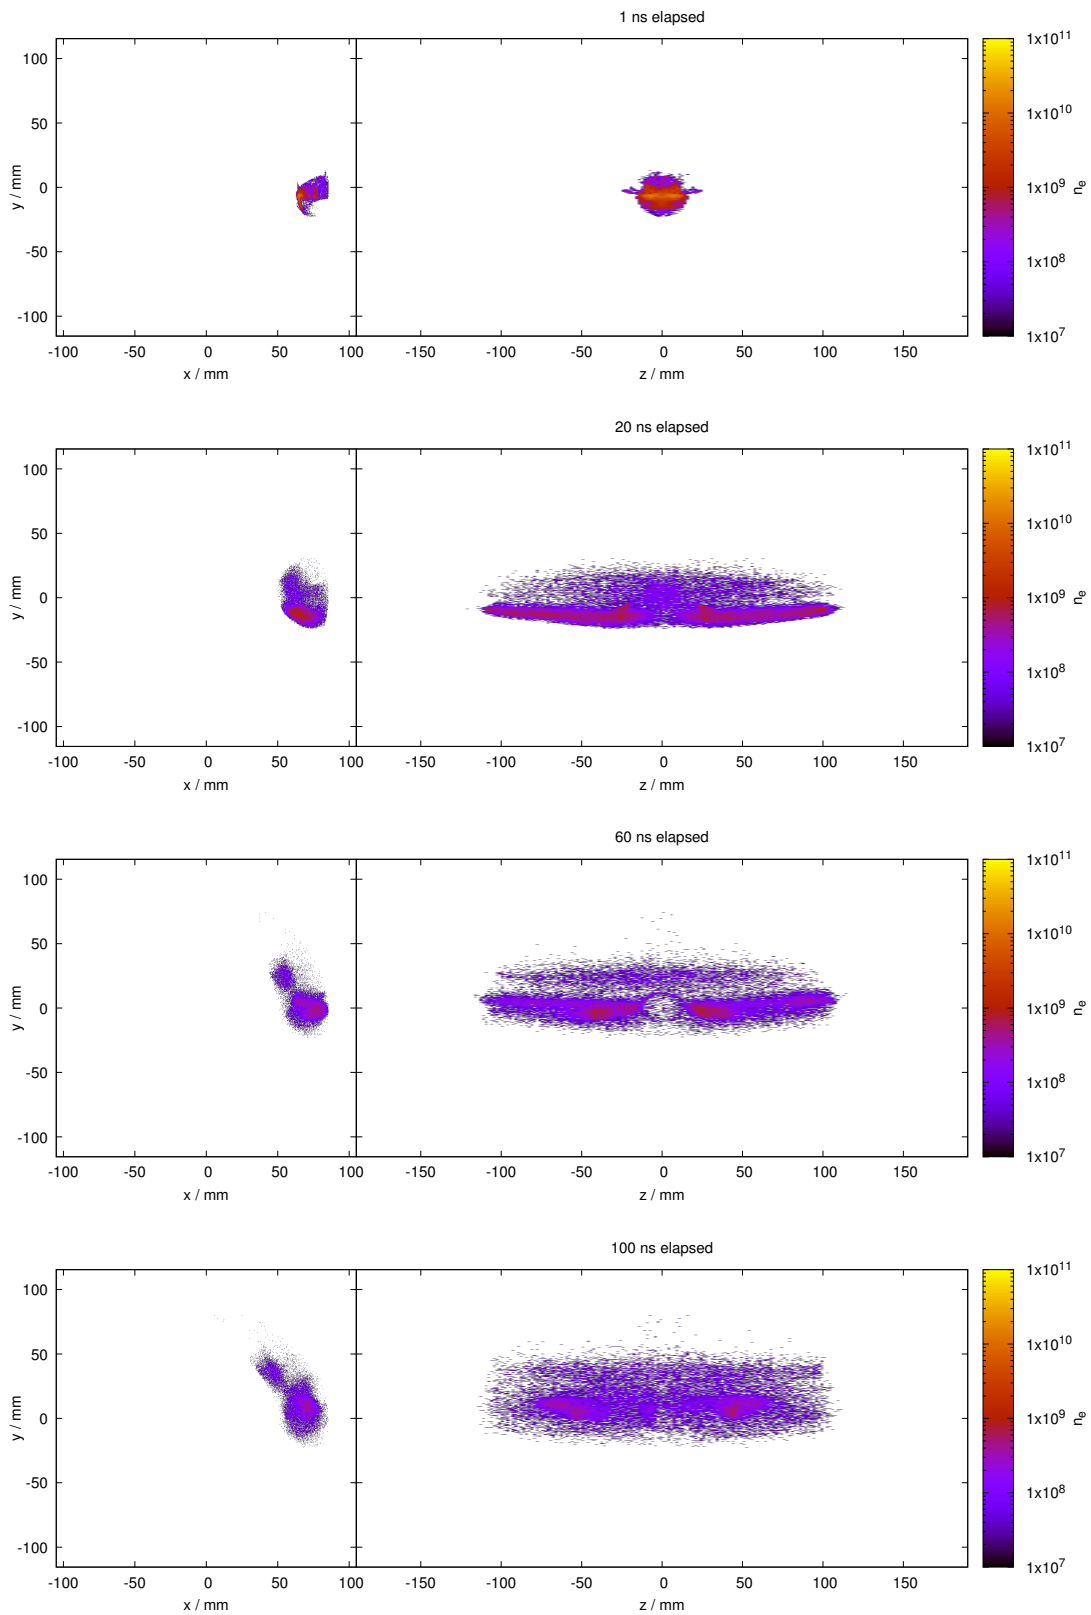 1 ns elapsed
100
50
0
-50
-100
y / mm
-100 -50 0 50 100
x / mm
-150 -100 -50 0 50 100 150
z / mm
1x10¹¹
1x10¹⁰
1x10⁹
1x10⁸
1x10⁷
nₑ
20 ns elapsed
100
50
0
-50
-100
y / mm
-100 -50 0 50 100
x / mm
-150 -100 -50 0 50 100 150
z / mm
1x10¹¹
1x10¹⁰
1x10⁹
1x10⁸
1x10⁷
nₑ
60 ns elapsed
100
50
0
-50
-100
y / mm
-100 -50 0 50 100
x / mm
-150 -100 -50 0 50 100 150
z / mm
1x10¹¹
1x10¹⁰
1x10⁹
1x10⁸
1x10⁷
nₑ
100 ns elapsed
100
50
0
-50
-100
y / mm
-100 -50 0 50 100
x / mm
-150 -100 -50 0 50 100 150
z / mm
1x10¹¹
1x10¹⁰
1x10⁹
1x10⁸
1x10⁷
nₑ